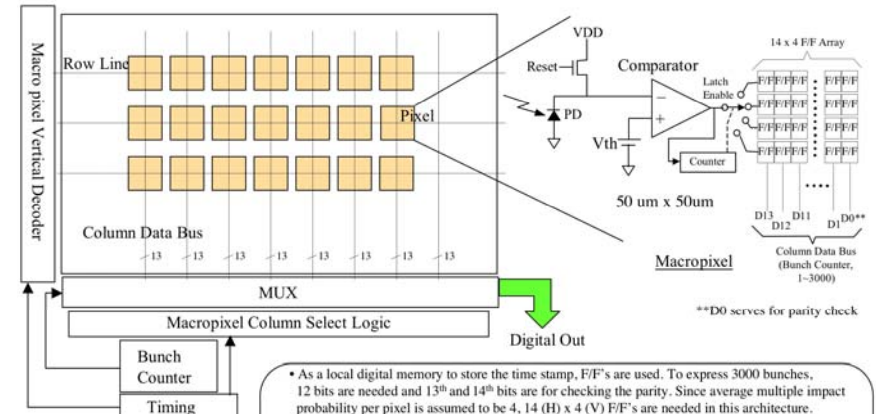 Macro pixel Vertical Decoder
Row Line
Pixel
Column Data Bus
13 13 13 13 13 13 13 13
MUX
Macropixel Column Select Logic
Bunch
Counter
Timing
Digital Out
VDD
Reset
PD
Vth
Comparator
Latch
Enable
Counter
50 um x 50um
Macropixel
14 x 4 F/F Array
F/F F/F F/F F/F F/F
F/F F/F F/F F/F F/F
F/F F/F F/F F/F F/F
F/F F/F F/F F/F F/F
D13 D12 D11 D1 D0**
Column Data Bus
(Bunch Counter,
1~3000)
**D0 serves for parity check
• As a local digital memory to store the time stamp, F/F's are used. To express 3000 bunches,
12 bits are needed and 13th and 14th bits are for checking the parity. Since average multiple impact
probability per pixel is assumed to be 4, 14 (H) x 4 (V) F/F's are needed in this architecture.